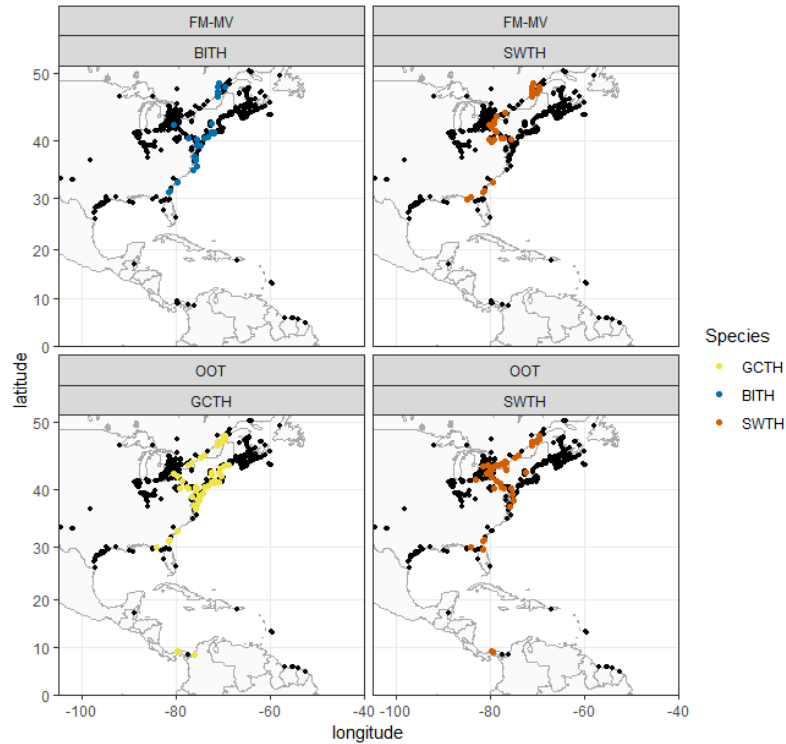 FM-MV
FM-MV
BITH
SWTH
50
40
30
20
10
0
OOT
OOT
GCTH
SWTH
50
40
30
20
10
0
-100
-80
-60
-40
-100
-80
-60
-40
longitude
latitude
Species
GCTH
BITH
SWTH